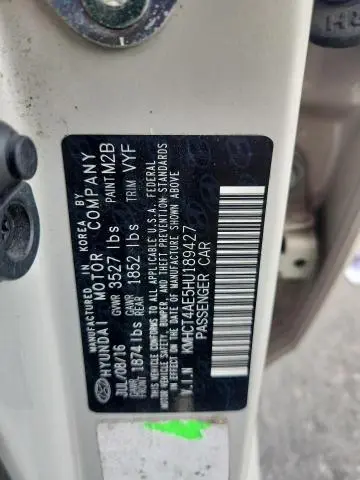 MANUFACTURED IN KOREA BY
HYUNDAI MOTOR COMPANY
JUL/08/16 GVWR 3527 lbs PAINT M2B
GAWR FRONT 1874 lbs GAWR REAR 1852 lbs TRIM VYF
THIS VEHICLE CONFORMS TO ALL APPLICABLE U.S.A. FEDERAL
MOTOR VEHICLE SAFETY, BUMPER, AND THEFT PREVENTION
STANDARDS IN EFFECT ON THE DATE OF MANUFACTURE SHOWN ABOVE.
V.I.N KMHCT4AE5HU189427
PASSENGER CAR